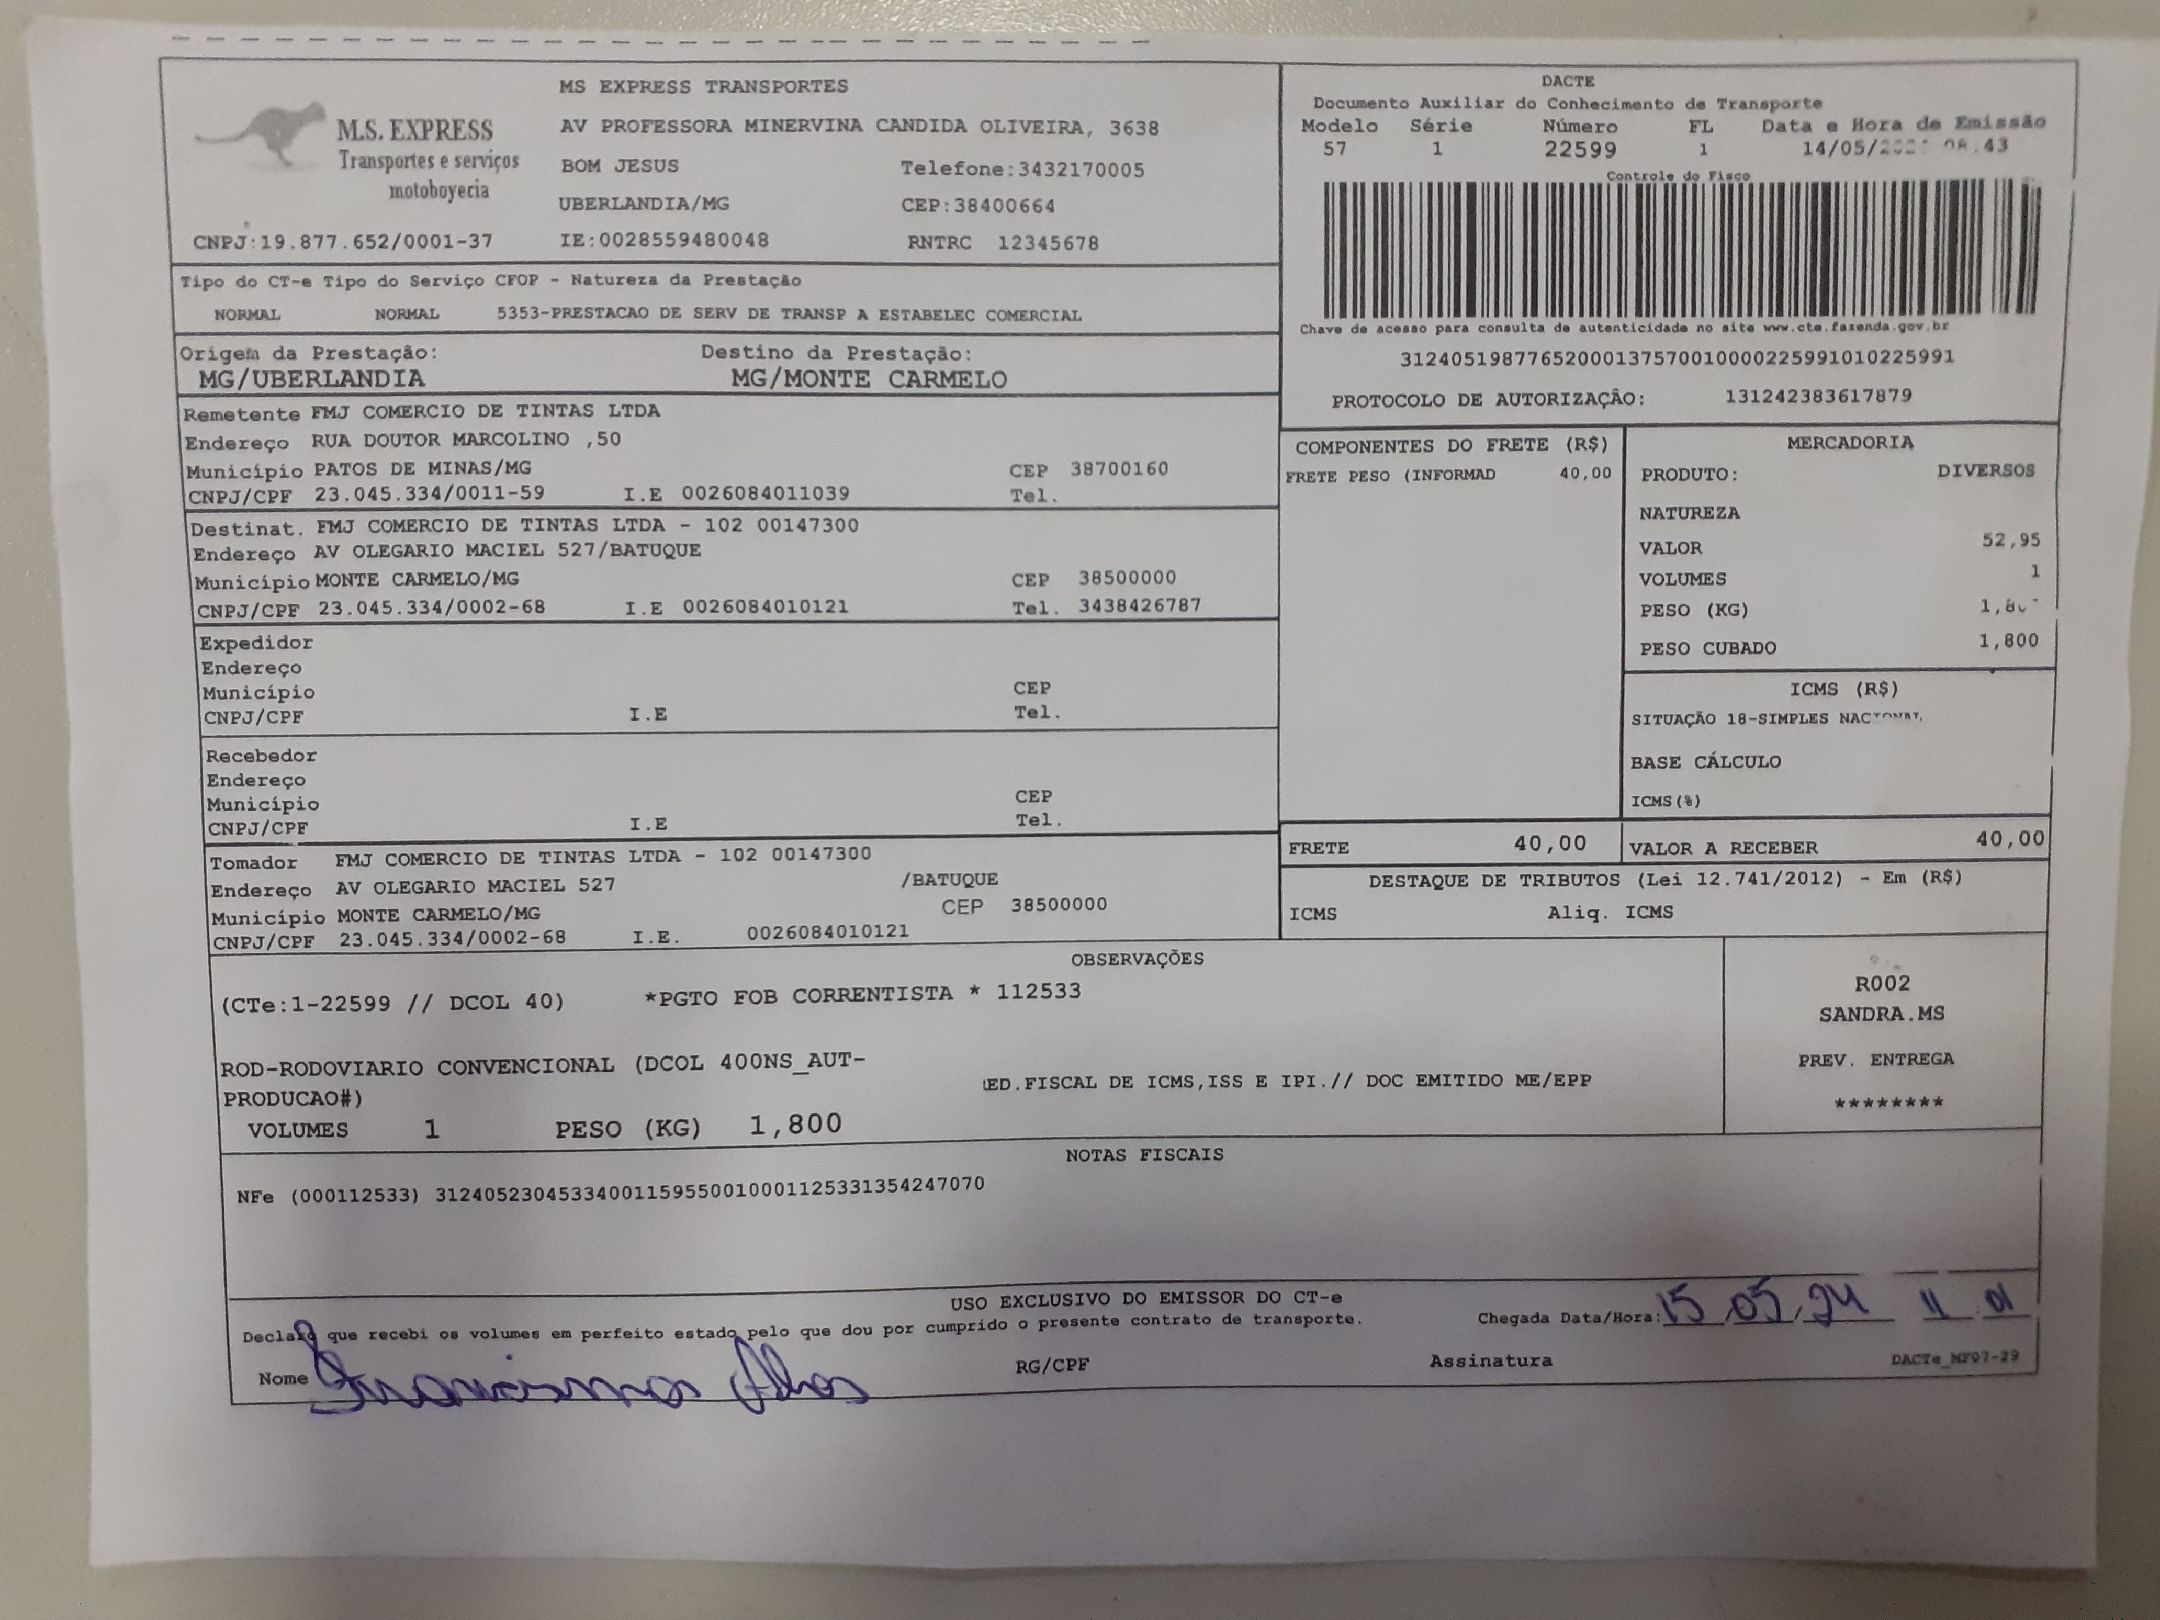 M.S. EXPRESS
Transportes e serviços
motoboyecia
MS EXPRESS TRANSPORTES
AV PROFESSORA MINERVINA CANDIDA OLIVEIRA, 3638
BOM JESUS Telefone:3432170005
UBERLANDIA/MG CEP:38400664
CNPJ:19.877.652/0001-37 IE:0028559480048 RNTRC 12345678
DACTE
Documento Auxiliar do Conhecimento de Transporte
Modelo Série Número FL Data e Hora de Emissão
57 1 22599 1 14/05/ :43
Controle do Fisco
Chave de acesso para consulta de autenticidade no site www.cte.fazenda.gov.br
31240519877652000137570010000225991010225991
PROTOCOLO DE AUTORIZAÇÃO: 131242383617879
Tipo do CT-e Tipo do Serviço CFOP - Natureza da Prestação
NORMAL NORMAL 5353-PRESTACAO DE SERV DE TRANSP A ESTABELEC COMERCIAL
Origem da Prestação: Destino da Prestação:
MG/UBERLANDIA MG/MONTE CARMELO
Remetente FMJ COMERCIO DE TINTAS LTDA
Endereço RUA DOUTOR MARCOLINO ,50
Município PATOS DE MINAS/MG CEP 38700160
CNPJ/CPF 23.045.334/0011-59 I.E 0026084011039 Tel.
Destinat. FMJ COMERCIO DE TINTAS LTDA - 102 00147300
Endereço AV OLEGARIO MACIEL 527/BATUQUE
Município MONTE CARMELO/MG CEP 38500000
CNPJ/CPF 23.045.334/0002-68 I.E 0026084010121 Tel. 3438426787
Expedidor
Endereço
Município CEP
CNPJ/CPF I.E Tel.
Recebedor
Endereço
Município CEP
CNPJ/CPF I.E Tel.
Tomador FMJ COMERCIO DE TINTAS LTDA - 102 00147300
Endereço AV OLEGARIO MACIEL 527 /BATUQUE
Município MONTE CARMELO/MG CEP 38500000
CNPJ/CPF 23.045.334/0002-68 I.E. 0026084010121
COMPONENTES DO FRETE (R$)
FRETE PESO (INFORMAD 40,00
MERCADORIA
PRODUTO: DIVERSOS
NATUREZA
VALOR 52,95
VOLUMES 1
PESO (KG)
PESO CUBADO 1,800
ICMS (R$)
SITUAÇÃO 18-SIMPLES NACIONAL
BASE CÁLCULO
ICMS(%)
FRETE 40,00 VALOR A RECEBER 40,00
DESTAQUE DE TRIBUTOS (Lei 12.741/2012) - Em (R$)
ICMS Aliq. ICMS
OBSERVAÇÕES
(CTe:1-22599 // DCOL 40) *PGTO FOB CORRENTISTA * 112533
ROD-RODOVIARIO CONVENCIONAL (DCOL 400NS_AUT-
PRODUCAO#)
ED.FISCAL DE ICMS,ISS E IPI.// DOC EMITIDO ME/EPP
VOLUMES 1 PESO (KG) 1,800
R002
SANDRA.MS
PREV. ENTREGA
********
NOTAS FISCAIS
NFe (000112533) 31240523045334001159550010001125331354247070
USO EXCLUSIVO DO EMISSOR DO CT-e
Declaro que recebi os volumes em perfeito estado pelo que dou por cumprido o presente contrato de transporte.
Chegada Data/Hora: 15/05/24 11:01
Nome RG/CPF Assinatura DACTe_MF07-29